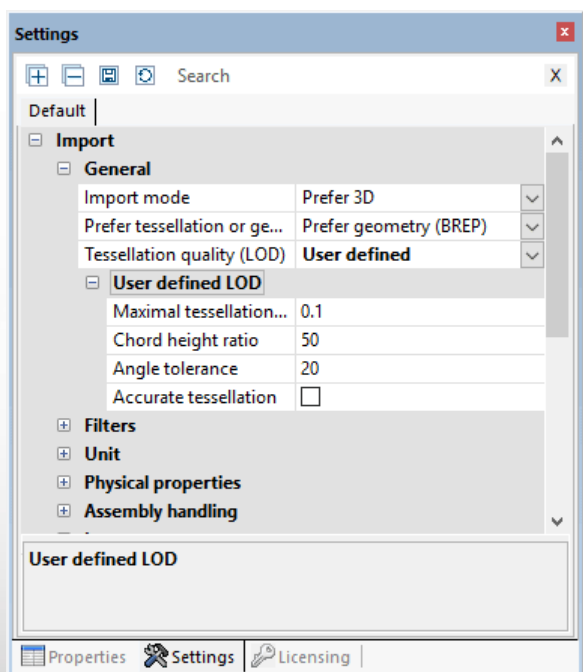 Settings
Search X
Default
Import
General
Import mode Prefer 3D
Prefer tessellation or ge... Prefer geometry (BREP)
Tessellation quality (LOD) User defined
User defined LOD
Maximal tessellation... 0.1
Chord height ratio 50
Angle tolerance 20
Accurate tessellation
Filters
Unit
Physical properties
Assembly handling
User defined LOD
Properties Settings Licensing